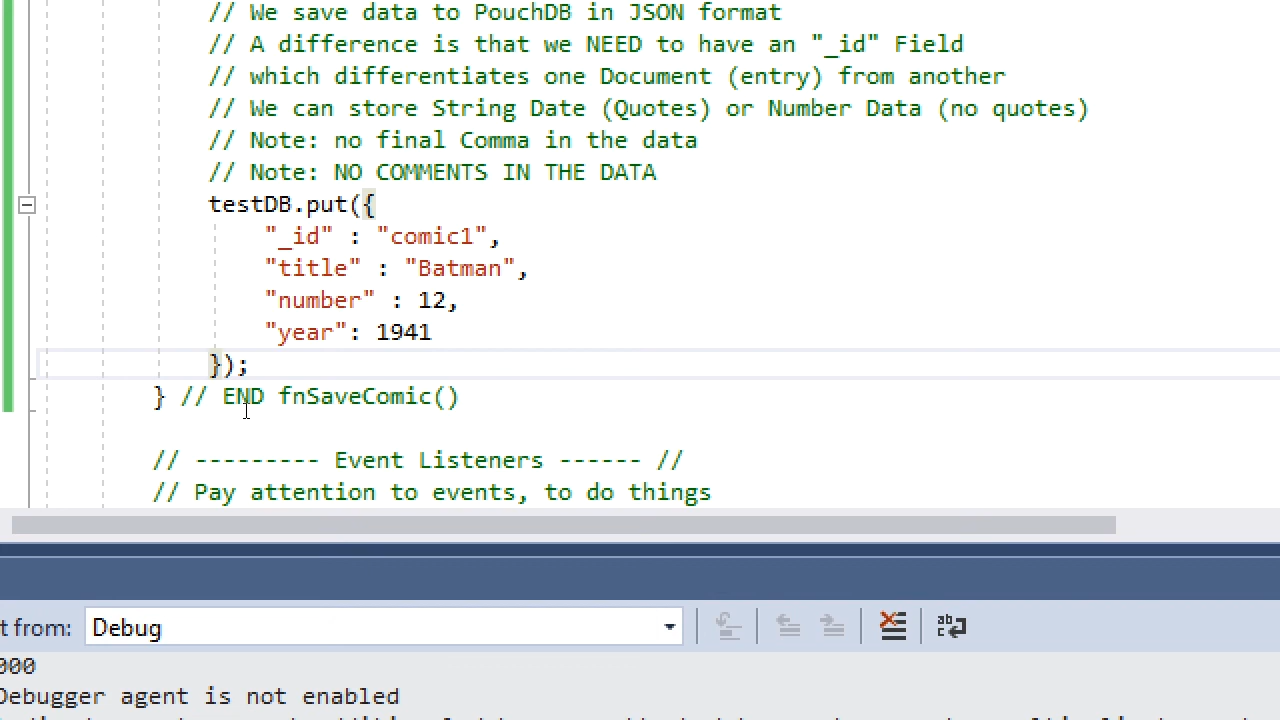 // We save data to PouchDB in JSON format
// A difference is that we NEED to have an "_id" Field
// which differentiates one Document (entry) from another
// We can store String Date (Quotes) or Number Data (no quotes)
// Note: no final Comma in the data
// Note: NO COMMENTS IN THE DATA
testDB.put({
"_id" : "comic1",
"title" : "Batman",
"number" : 12,
"year": 1941
});
} // END fnSaveComic()
// --------- Event Listeners ------ //
// Pay attention to events, to do things
t from: Debug
000
Debugger agent is not enabled